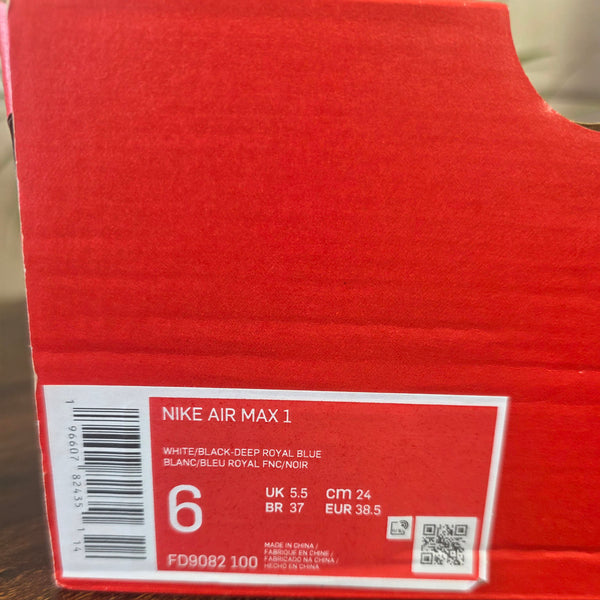 NIKE AIR MAX 1
WHITE/BLACK-DEEP ROYAL BLUE
BLANC/BLEU ROYAL FNC/NOIR
6
UK 5.5 cm 24
BR 37 EUR 38.5
FD9082 100
MADE IN CHINA /
FABRIQUE EN CHINE /
FABRICADO NA CHINA /
HECHO EN CHINA
1 96607 82435 1 14